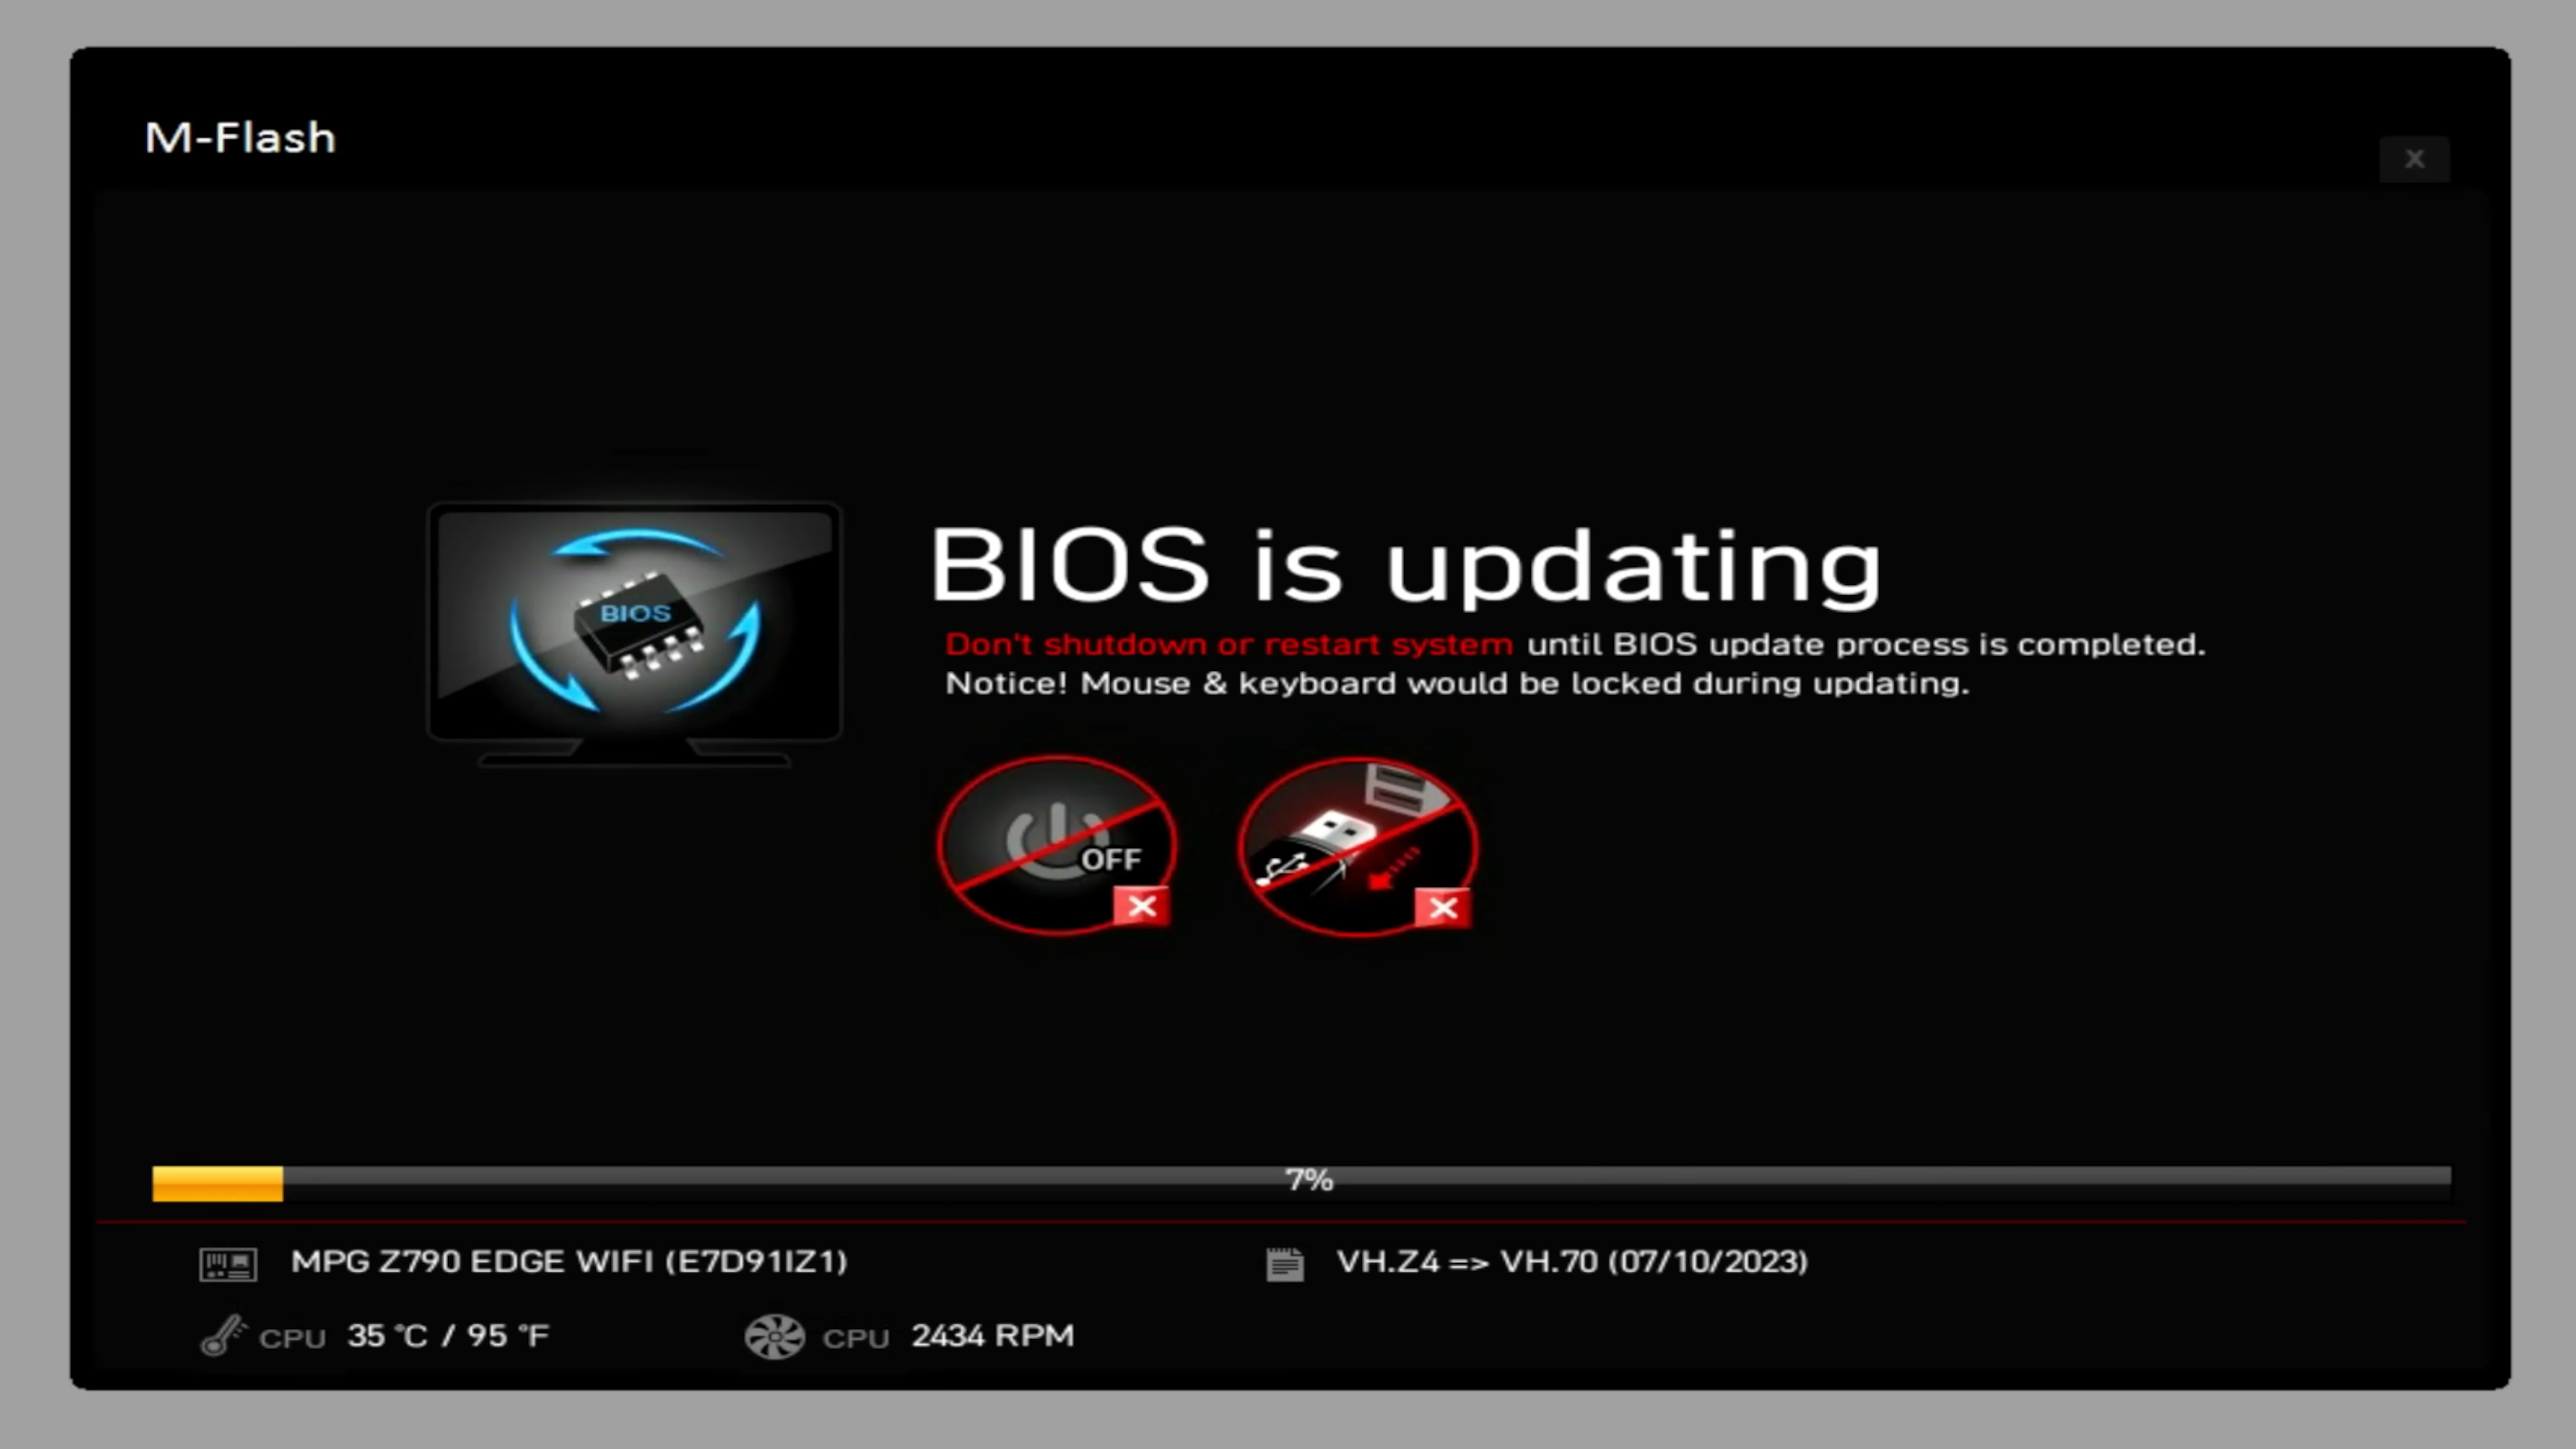 M-Flash
x
BIOS
BIOS is updating
Don't shutdown or restart system until BIOS update process is completed.
Notice! Mouse & keyboard would be locked during updating.
OFF
7%
MPG Z790 EDGE WIFI (E7D91IZ1)
VH.Z4 => VH.70 (07/10/2023)
CPU 35 °C / 95 °F
CPU 2434 RPM